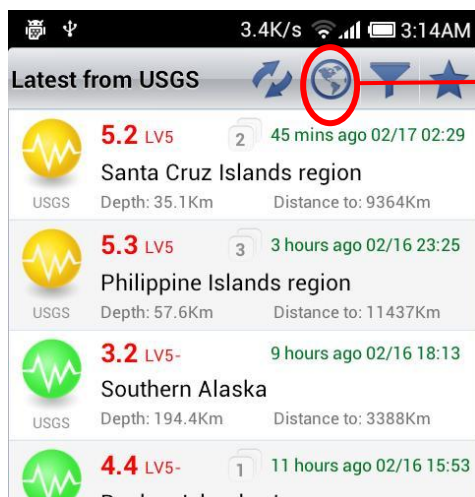 3.4K/s 3:14AM
Latest from USGS
5.2 LV5 2 45 mins ago 02/17 02:29
Santa Cruz Islands region
USGS Depth: 35.1Km Distance to: 9364Km
5.3 LV5 3 3 hours ago 02/16 23:25
Philippine Islands region
USGS Depth: 57.6Km Distance to: 11437Km
3.2 LV5- 9 hours ago 02/16 18:13
Southern Alaska
USGS Depth: 194.4Km Distance to: 3388Km
4.4 LV5- 1 11 hours ago 02/16 15:53